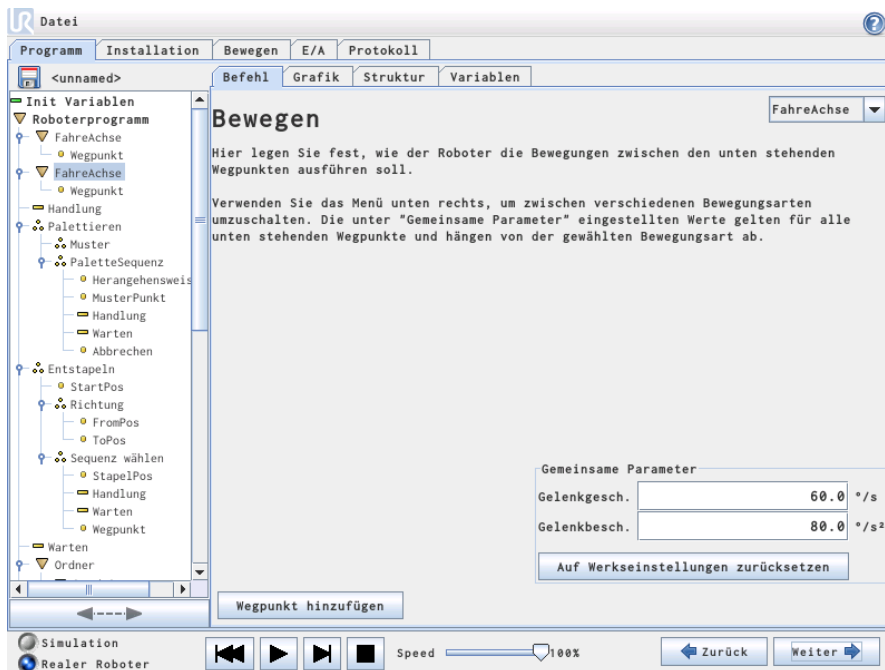 UR Datei ?
Programm Installation Bewegen E/A Protokoll
<unnamed>
Befehl Grafik Struktur Variablen
Init Variablen
Roboterprogramm
FahreAchse
Wegpunkt
FahreAchse
Wegpunkt
Handlung
Palettieren
Muster
PaletteSequenz
Herangehensweis
MusterPunkt
Handlung
Warten
Abbrechen
Entstapeln
StartPos
Richtung
FromPos
ToPos
Sequenz wählen
StapelPos
Handlung
Warten
Wegpunkt
Warten
Ordner
FahreAchse
Bewegen
Hier legen Sie fest, wie der Roboter die Bewegungen zwischen den unten stehenden
Wegpunkten ausführen soll.
Verwenden Sie das Menü unten rechts, um zwischen verschiedenen Bewegungsarten
umzuschalten. Die unter "Gemeinsame Parameter" eingestellten Werte gelten für alle
unten stehenden Wegpunkte und hängen von der gewählten Bewegungsart ab.
Gemeinsame Parameter
Gelenkgesch. 60.0 °/s
Gelenkbesch. 80.0 °/s²
Auf Werkseinstellungen zurücksetzen
Wegpunkt hinzufügen
Simulation
Realer Roboter
Speed 100%
Zurück
Weiter